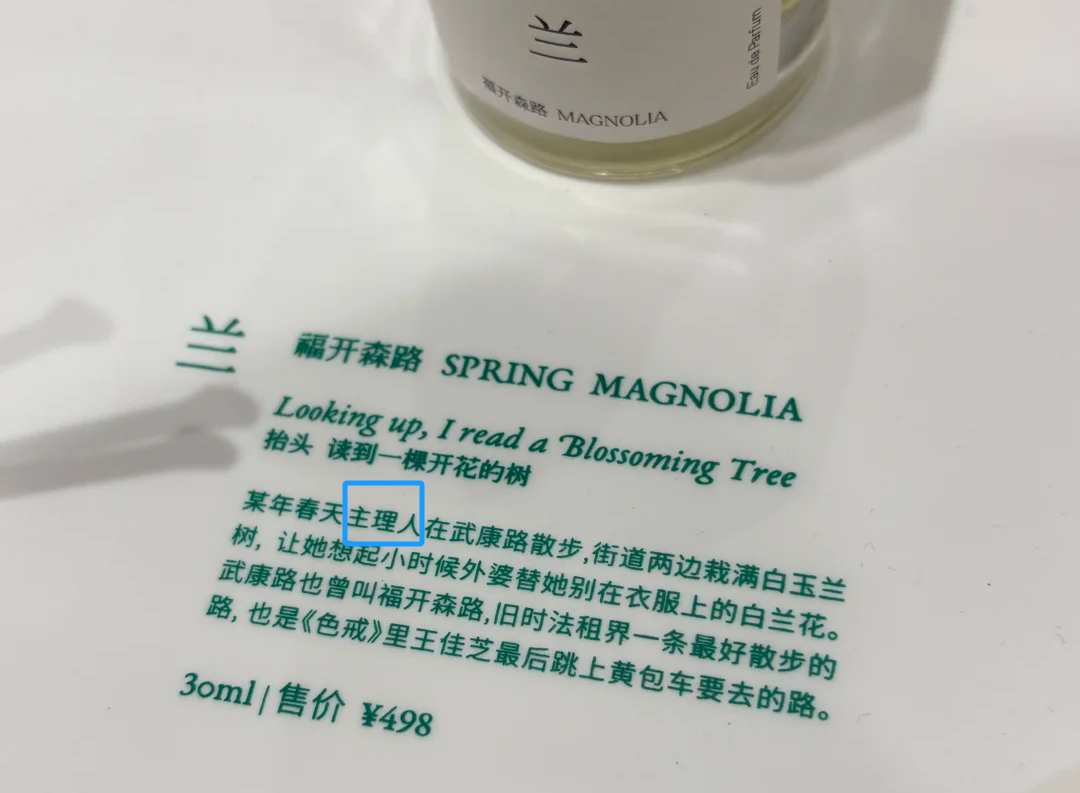 兰
福开森路 MAGNOLIA
Eau de Parfum
兰 福开森路 SPRING MAGNOLIA
Looking up, I read a Blossoming Tree
抬头 读到一棵开花的树
某年春天主理人在武康路散步,街道两边栽满白玉兰
树, 让她想起小时候外婆替她别在衣服上的白兰花。
武康路也曾叫福开森路,旧时法租界一条最好散步的
路, 也是《色戒》里王佳芝最后跳上黄包车要去的路。
30ml | 售价 ¥498